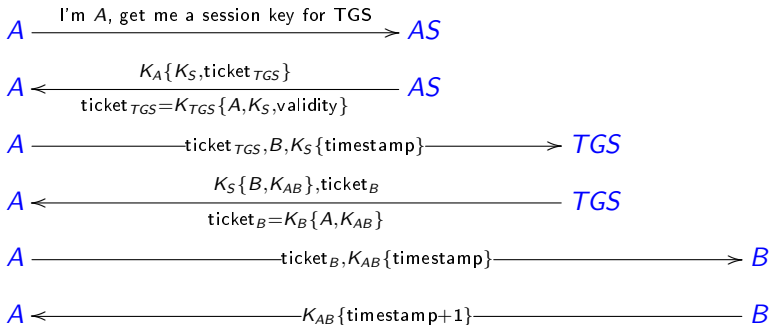 I'm A, get me a session key for TGS
A AS
K_A{K_S,ticket_TGS}
A AS
ticket_TGS=K_TGS{A,K_S,validity}
A ticket_TGS,B,K_S{timestamp} TGS
K_S{B,K_AB},ticket_B
A TGS
ticket_B=K_B{A,K_AB}
A ticket_B,K_AB{timestamp} B
A K_AB{timestamp+1} B